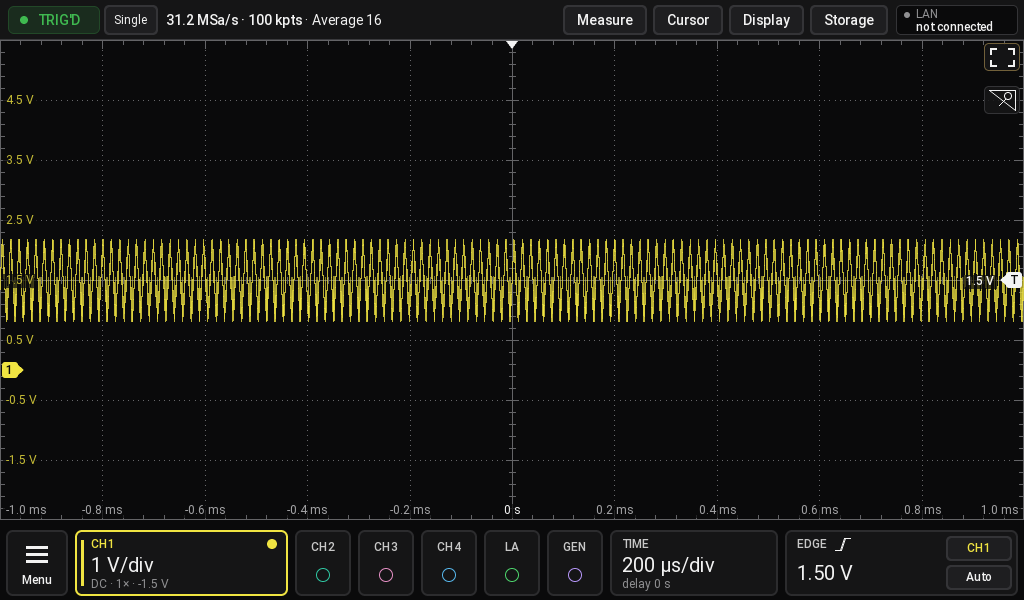 TRIG'D
Single
31.2 MSa/s · 100 kpts · Average 16
Measure
Cursor
Display
Storage
LAN
not connected
4.5 V
3.5 V
2.5 V
1.5 V
1.5 V
T
0.5 V
1
-0.5 V
-1.5 V
-1.0 ms
-0.8 ms
-0.6 ms
-0.4 ms
-0.2 ms
0 s
0.2 ms
0.4 ms
0.6 ms
0.8 ms
1.0 ms
Menu
CH1
1 V/div
DC · 1× · -1.5 V
CH2
CH3
CH4
LA
GEN
TIME
200 µs/div
delay 0 s
EDGE
1.50 V
CH1
Auto